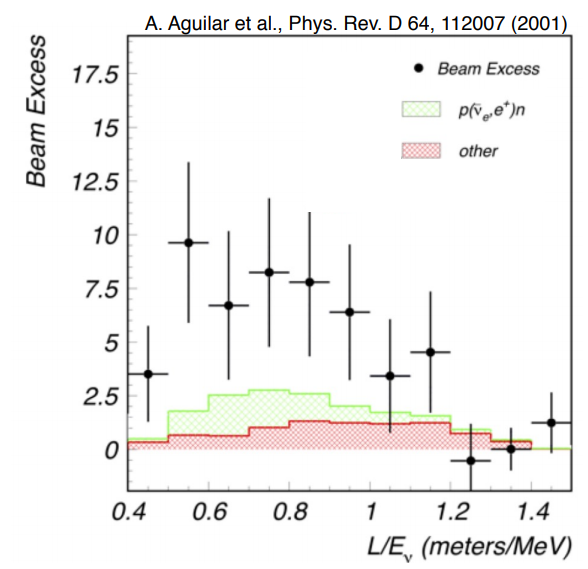 A. Aguilar et al., Phys. Rev. D 64, 112007 (2001)
Beam Excess
17.5
15
12.5
10
7.5
5
2.5
0
Beam Excess
p(ν̄e,e⁺)n
other
0.4 0.6 0.8 1 1.2 1.4
L/Eν (meters/MeV)